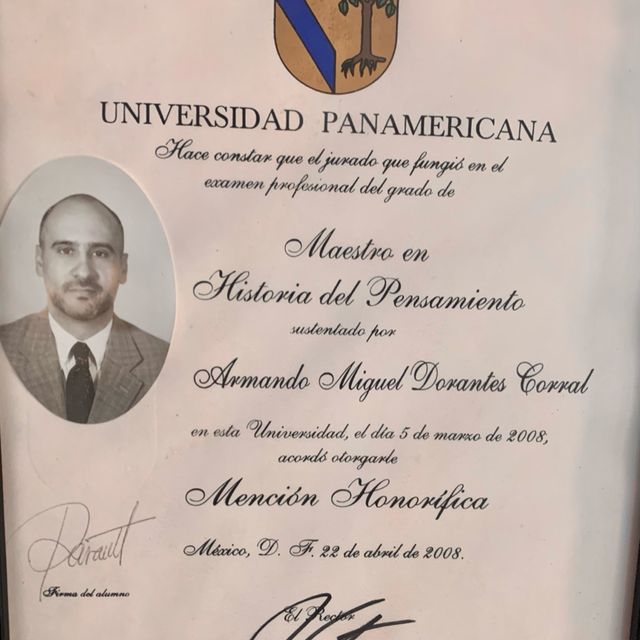 UNIVERSIDAD PANAMERICANA
Hace constar que el jurado que fungió en el
examen profesional del grado de
Maestro en
Historia del Pensamiento
sustentado por
Armando Miguel Dorantes Corral
en esta Universidad, el día 5 de marzo de 2008,
acordó otorgarle
Mención Honorífica
México, D. F. 22 de abril de 2008.
Firma del alumno
El Rector